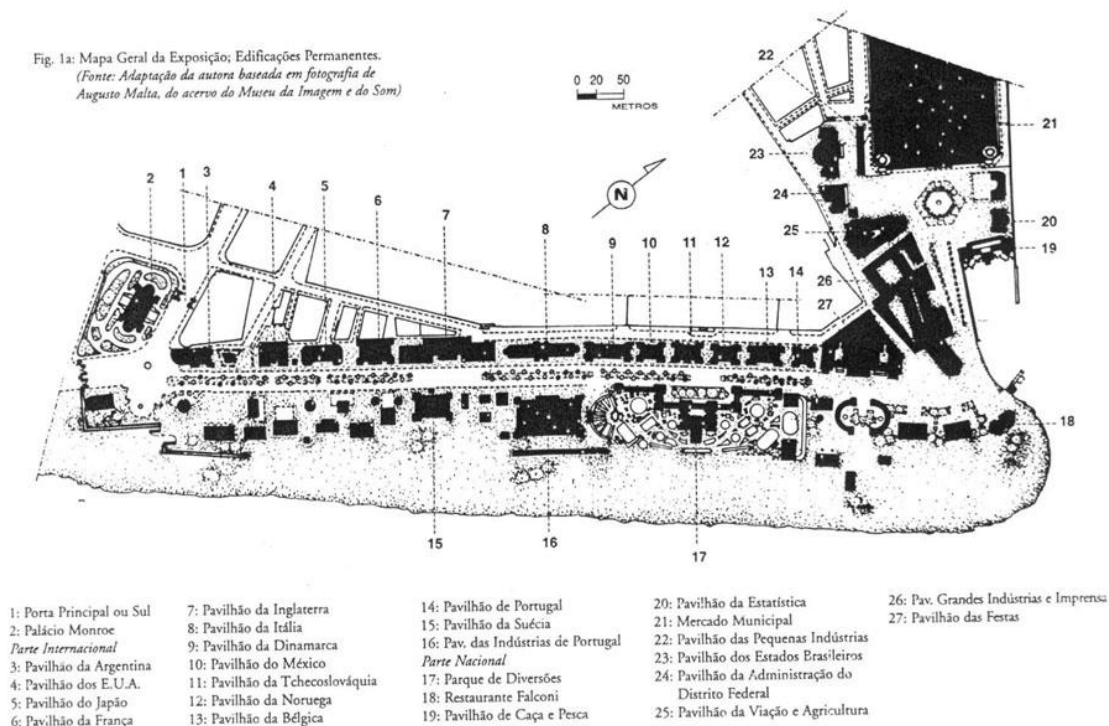 Fig. 1a: Mapa Geral da Exposição; Edificações Permanentes.
(Fonte: Adaptação da autora baseada em fotografia de
Augusto Malta, do acervo do Museu da Imagem e do Som)
0 20 50
METROS
N
22
21
23
24
25
20
19
26
27
2 1 3
4 5
6
7
8
9 10 11 12
13 14
18
15
16
17
1: Porta Principal ou Sul
2: Palácio Monroe
Parte Internacional
3: Pavilhão da Argentina
4: Pavilhão dos E.U.A.
5: Pavilhão do Japão
6: Pavilhão da França
7: Pavilhão da Inglaterra
8: Pavilhão da Itália
9: Pavilhão da Dinamarca
10: Pavilhão do México
11: Pavilhão da Tchecoslováquia
12: Pavilhão da Noruega
13: Pavilhão da Bélgica
14: Pavilhão de Portugal
15: Pavilhão da Suécia
16: Pav. das Indústrias de Portugal
Parte Nacional
17: Parque de Diversões
18: Restaurante Falconi
19: Pavilhão de Caça e Pesca
20: Pavilhão da Estatística
21: Mercado Municipal
22: Pavilhão das Pequenas Indústrias
23: Pavilhão dos Estados Brasileiros
24: Pavilhão da Administração do
Distrito Federal
25: Pavilhão da Viação e Agricultura
26: Pav. Grandes Indústrias e Imprensa
27: Pavilhão das Festas